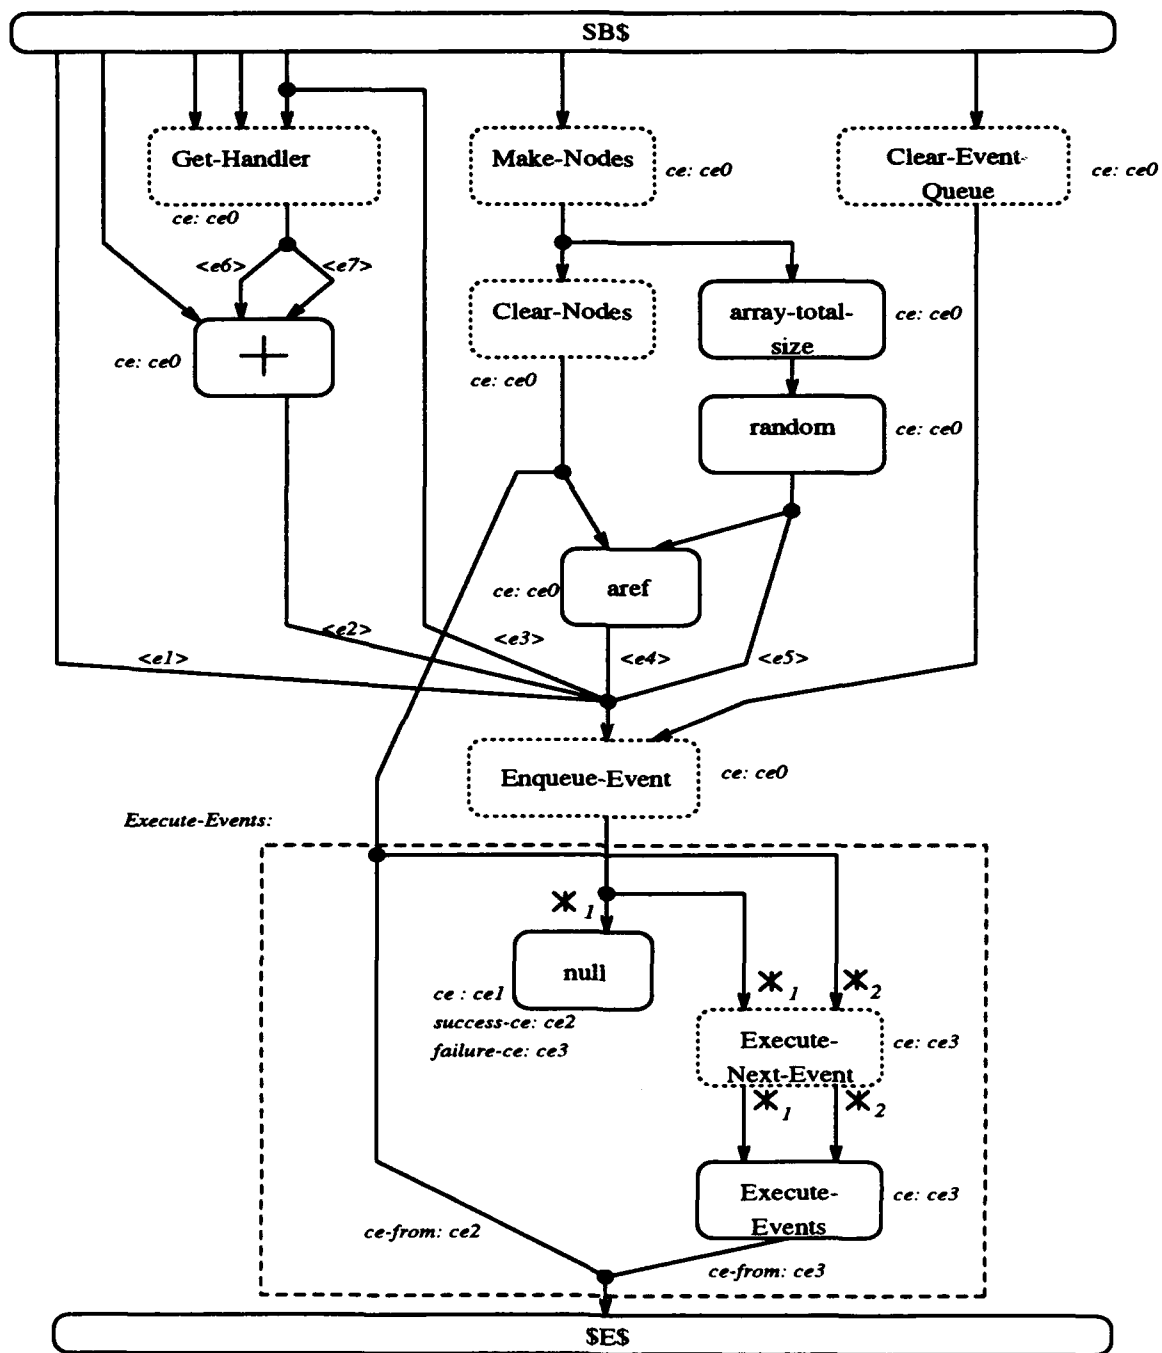 SB$
Get-Handler
Make-Nodes
Clear-Event-
Queue
ce: ce0
ce: ce0
ce: ce0
<e6>
<e7>
Clear-Nodes
array-total-
size
ce: ce0
+
ce: ce0
ce: ce0
random
ce: ce0
aref
ce: ce0
<e1>
<e2>
<e3>
<e4>
<e5>
Enqueue-Event
ce: ce0
Execute-Events:
*1
null
ce : ce1
success-ce: ce2
failure-ce: ce3
*1
*2
Execute-
Next-Event
ce: ce3
*1
*2
Execute-
Events
ce: ce3
ce-from: ce2
ce-from: ce3
$E$